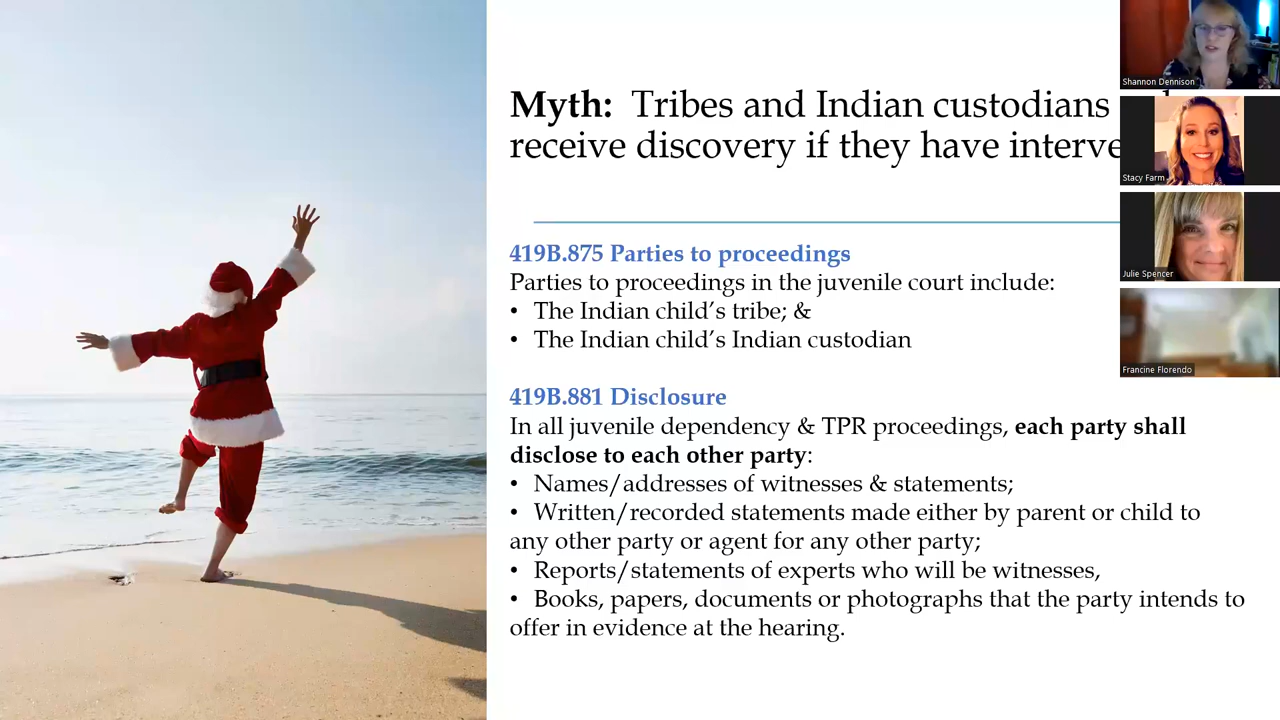 Myth: Tribes and Indian custodians
receive discovery if they have interve
419B.875 Parties to proceedings
Parties to proceedings in the juvenile court include:
• The Indian child’s tribe; &
• The Indian child’s Indian custodian
419B.881 Disclosure
In all juvenile dependency & TPR proceedings, each party shall
disclose to each other party:
• Names/addresses of witnesses & statements;
• Written/recorded statements made either by parent or child to
any other party or agent for any other party;
• Reports/statements of experts who will be witnesses,
• Books, papers, documents or photographs that the party intends to
offer in evidence at the hearing.
Shannon Dennison
Stacy Farm
Julie Spencer
Francine Florendo